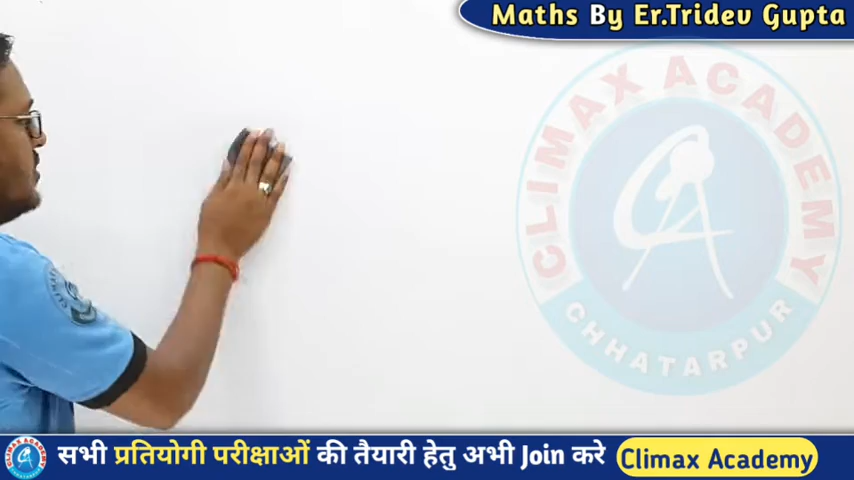 Maths By Er.Tridev Gupta
CLIMAX ACADEMY
CHHATARPUR
सभी प्रतियोगी परीक्षाओं की तैयारी हेतु अभी Join करे Climax Academy